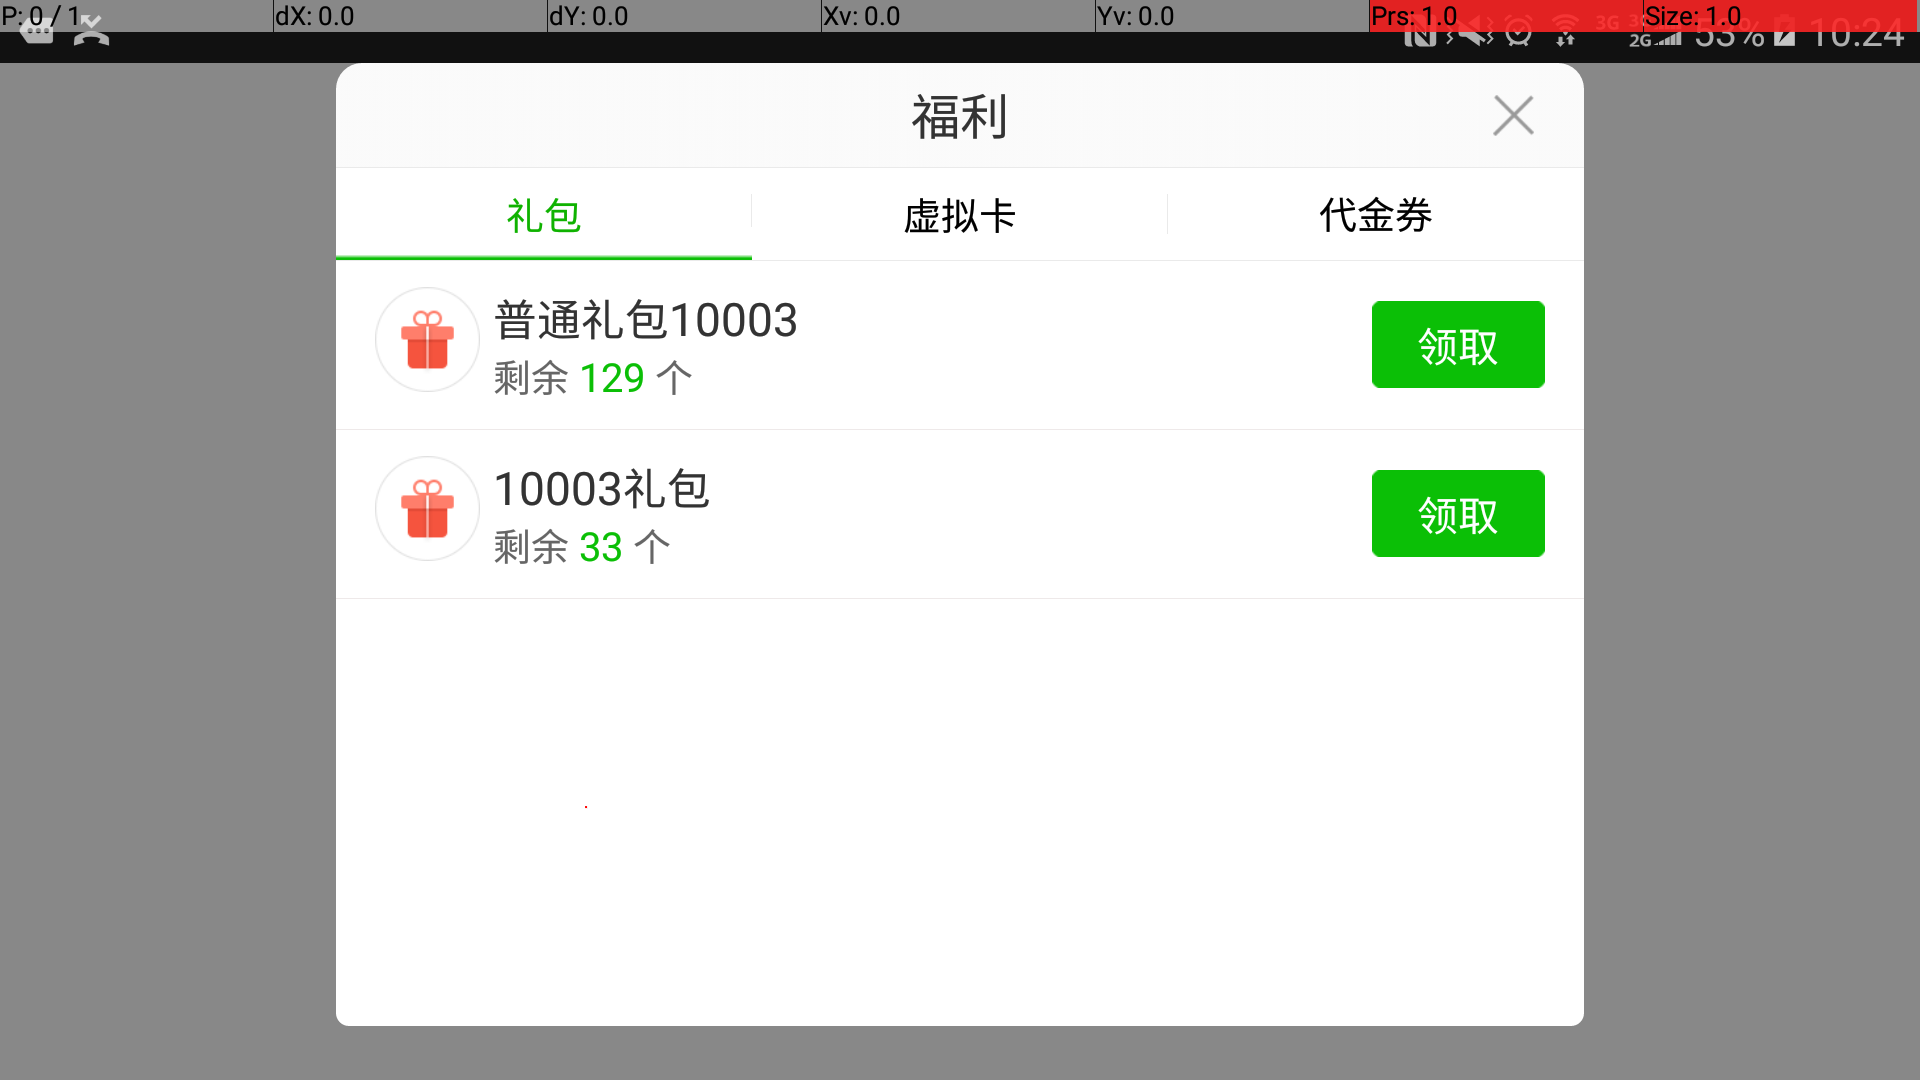 P: 0 / 1 dX: 0.0 dY: 0.0 Xv: 0.0 Yv: 0.0 Prs: 1.0 Size: 1.0
3G 2G 53% 10:24
福利
礼包 虚拟卡 代金券
普通礼包10003
剩余 129 个
领取
10003礼包
剩余 33 个
领取